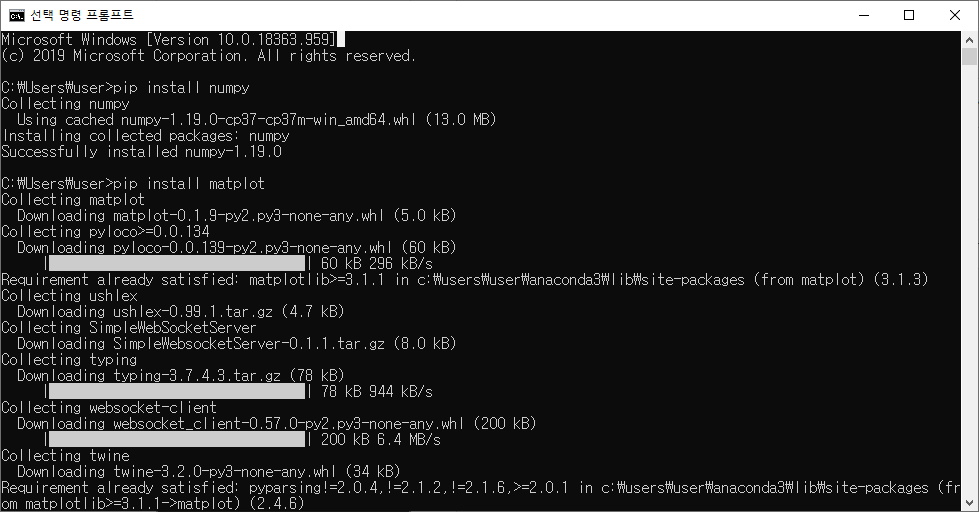 선택 명령 프롬프트
Microsoft Windows [Version 10.0.18363.959]
(c) 2019 Microsoft Corporation. All rights reserved.
C:₩Users₩user>pip install numpy
Collecting numpy
Using cached numpy-1.19.0-cp37-cp37m-win_amd64.whl (13.0 MB)
Installing collected packages: numpy
Successfully installed numpy-1.19.0
C:₩Users₩user>pip install matplot
Collecting matplot
Downloading matplot-0.1.9-py2.py3-none-any.whl (5.0 kB)
Collecting pyloco>=0.0.134
Downloading pyloco-0.0.139-py2.py3-none-any.whl (60 kB)
| | 60 kB 296 kB/s
Requirement already satisfied: matplotlib>=3.1.1 in c:₩users₩user₩anaconda3₩lib₩site-packages (from matplot) (3.1.3)
Collecting ushlex
Downloading ushlex-0.99.1.tar.gz (4.7 kB)
Collecting SimpleWebSocketServer
Downloading SimpleWebsocketServer-0.1.1.tar.gz (8.0 kB)
Collecting typing
Downloading typing-3.7.4.3.tar.gz (78 kB)
| | 78 kB 944 kB/s
Collecting websocket-client
Downloading websocket_client-0.57.0-py2.py3-none-any.whl (200 kB)
| | 200 kB 6.4 MB/s
Collecting twine
Downloading twine-3.2.0-py3-none-any.whl (34 kB)
Requirement already satisfied: pyparsing!=2.0.4,!=2.1.2,!=2.1.6,>=2.0.1 in c:₩users₩user₩anaconda3₩lib₩site-packages (fr
om matplotlib>=3.1.1->matplot) (2.4.6)